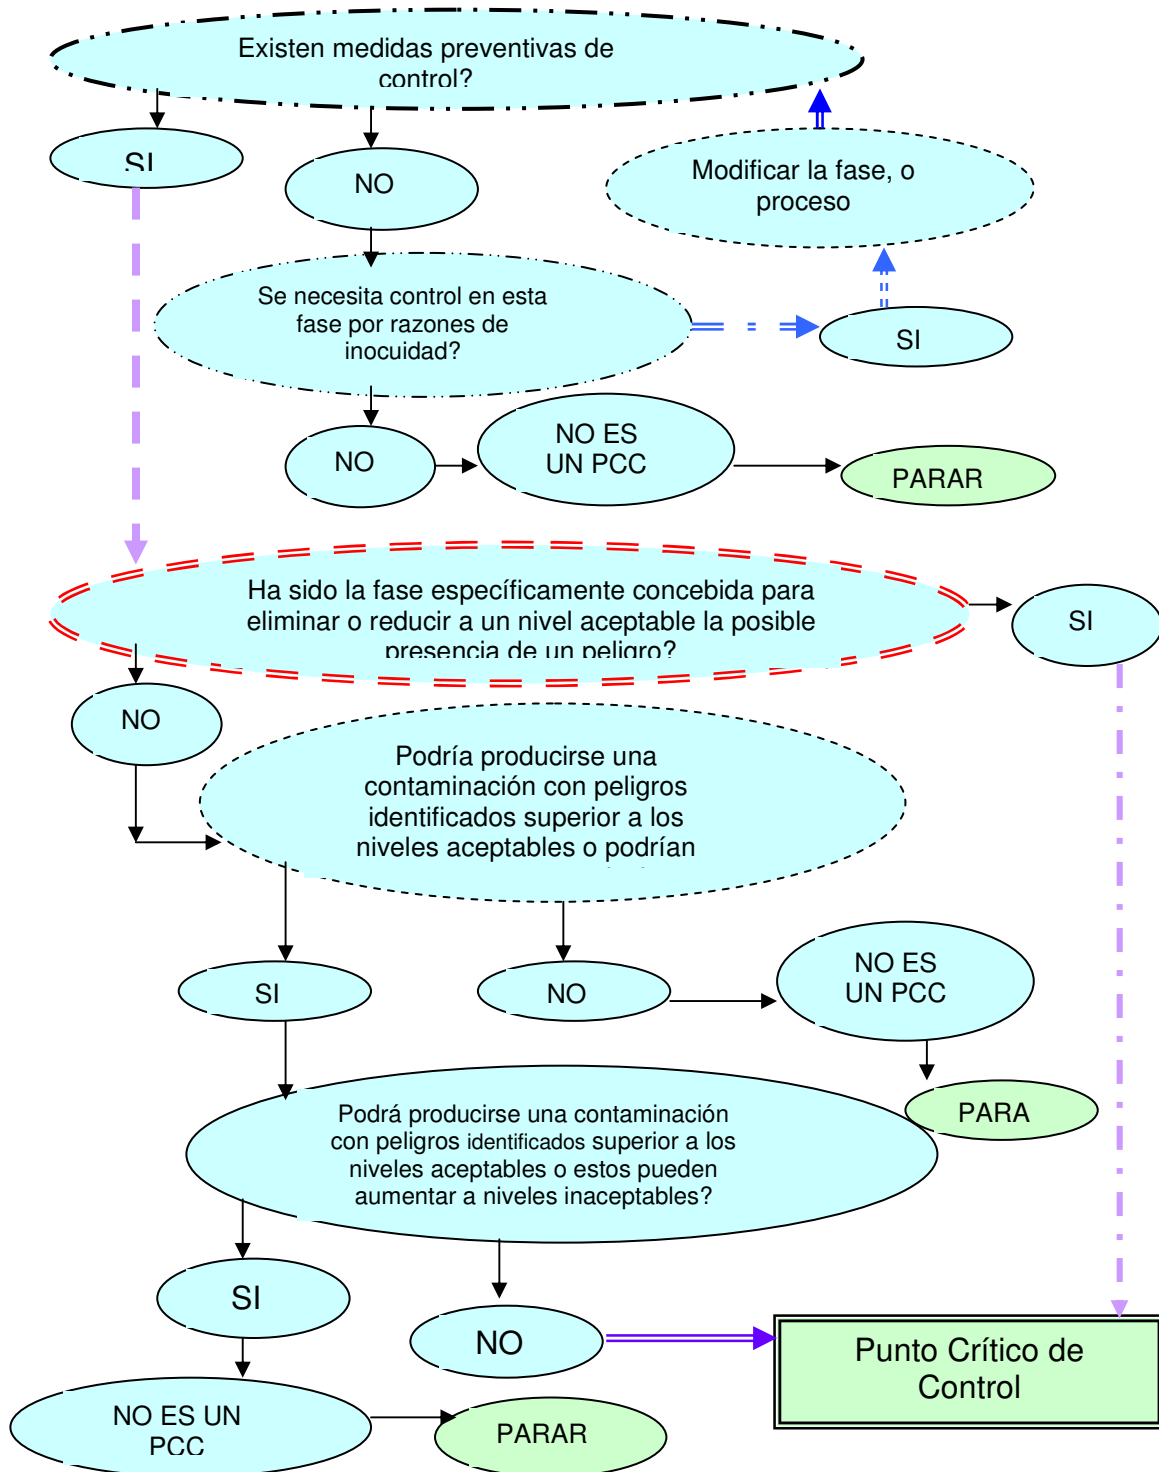 Existen medidas preventivas de
control?
SI
NO
Modificar la fase, o
proceso
Se necesita control en esta
fase por razones de
inocuidad?
SI
NO
NO ES
UN PCC
PARAR
Ha sido la fase específicamente concebida para
eliminar o reducir a un nivel aceptable la posible
presencia de un peligro?
SI
NO
Podría producirse una
contaminación con peligros
identificados superior a los
niveles aceptables o podrían
SI
NO
NO ES
UN PCC
PARA
Podrá producirse una contaminación
con peligros identificados superior a los
niveles aceptables o estos pueden
aumentar a niveles inaceptables?
SI
NO
Punto Crítico de
Control
NO ES UN
PCC
PARAR